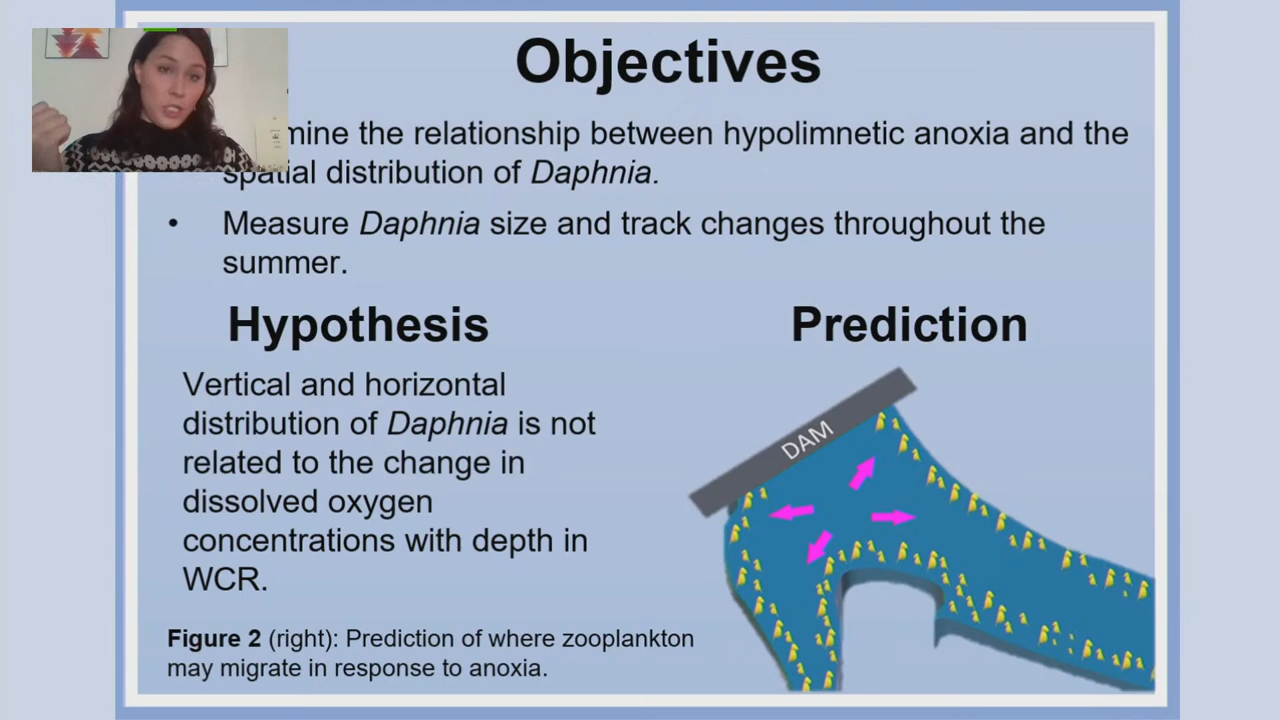 Objectives
mine the relationship between hypolimnetic anoxia and the
spatial distribution of Daphnia.
• Measure Daphnia size and track changes throughout the
summer.
Hypothesis
Vertical and horizontal
distribution of Daphnia is not
related to the change in
dissolved oxygen
concentrations with depth in
WCR.
Prediction
DAM
Figure 2 (right): Prediction of where zooplankton
may migrate in response to anoxia.